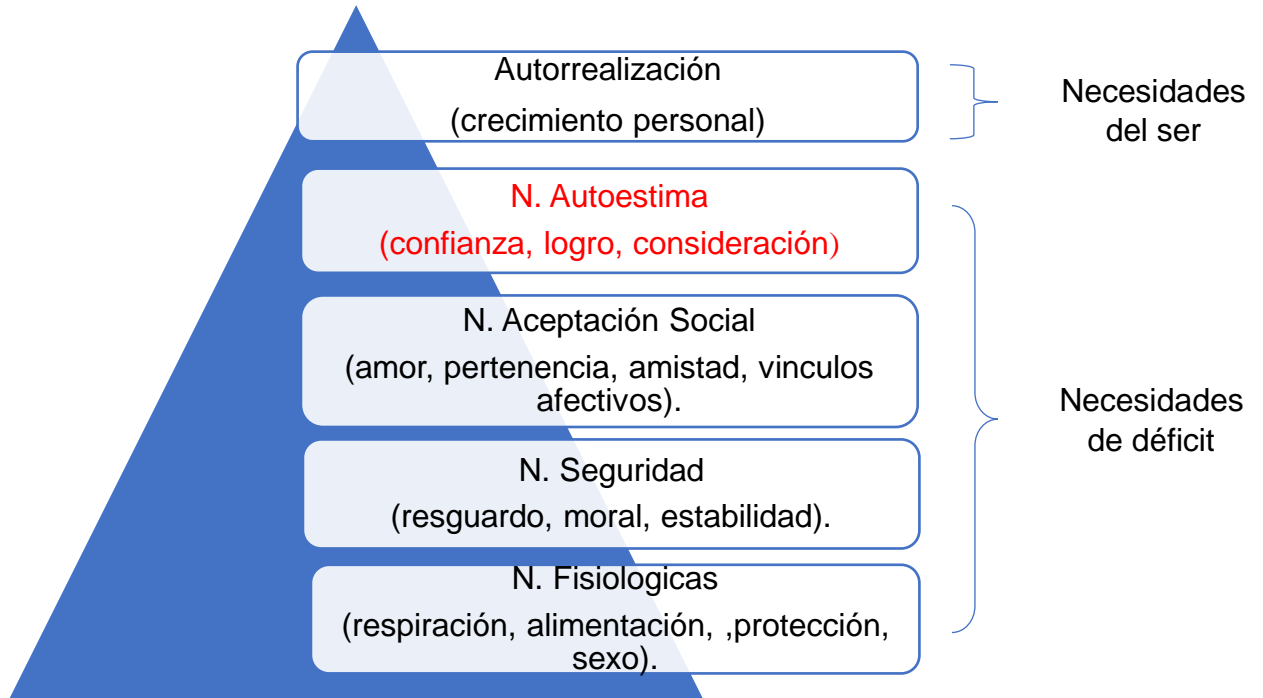 Autorrealización
(crecimiento personal)
Necesidades
del ser
N. Autoestima
(confianza, logro, consideración)
N. Aceptación Social
(amor, pertenencia, amistad, vinculos
afectivos).
Necesidades
de déficit
N. Seguridad
(resguardo, moral, estabilidad).
N. Fisiologicas
(respiración, alimentación, ,protección,
sexo).